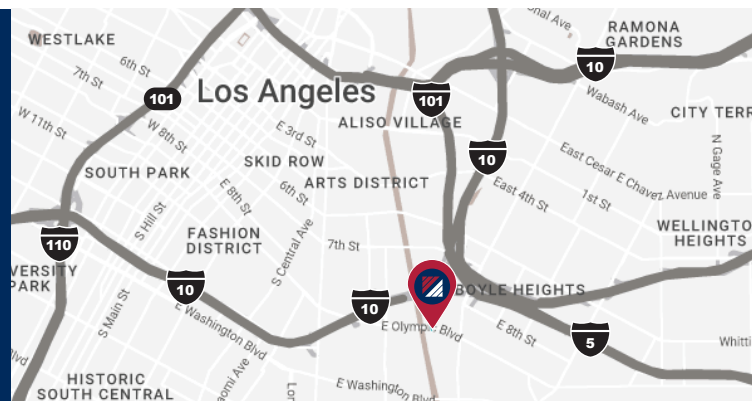 RAMONA
GARDENS
WESTLAKE
6th St
7th St
10
101
Los Angeles
101
Wabash Ave
W 11th St
W 8th St
E 3rd St
ALISO VILLAGE
CITY TERR
SKID ROW
10
East Cesar E Chavez Avenue
N Gage Ave
SOUTH PARK
E 8th St
6th St
ARTS DISTRICT
East 4th St
1st St
S Hill St
S Central Ave
FASHION
DISTRICT
7th St
WELLINGTON
HEIGHTS
110
VERSITY
PARK
10
BOYLE HEIGHTS
S Main St
E Washington Blvd
10
E Olympic Blvd
E 8th St
5
Whitti
lvd
HISTORIC
SOUTH CENTRAL
omi Ave
Lor
E Washington Blvd